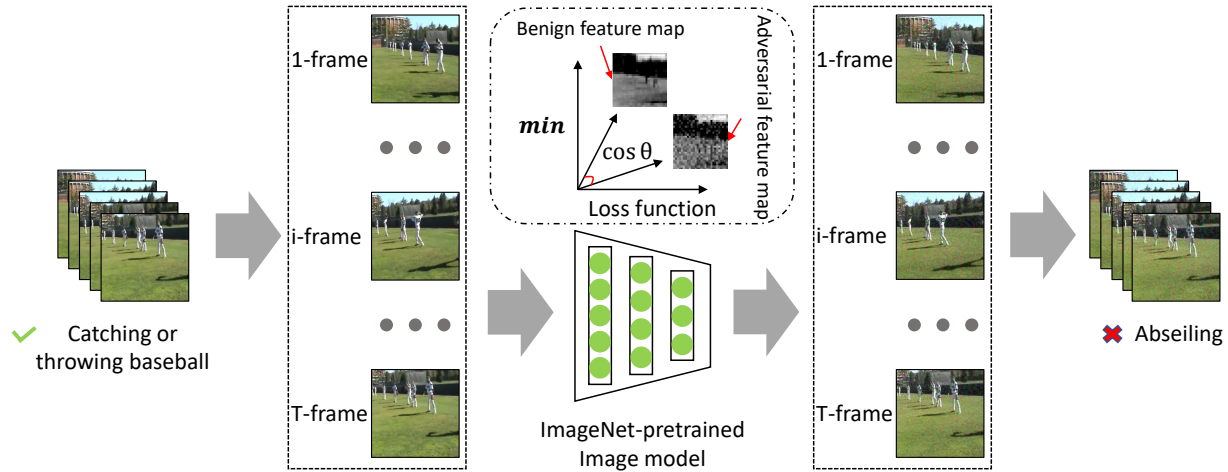 1-frame
i-frame
T-frame
Catching or
throwing baseball
Benign feature map
Adversarial feature map
min
cos θ
Loss function
ImageNet-pretrained
Image model
1-frame
i-frame
T-frame
Abseiling